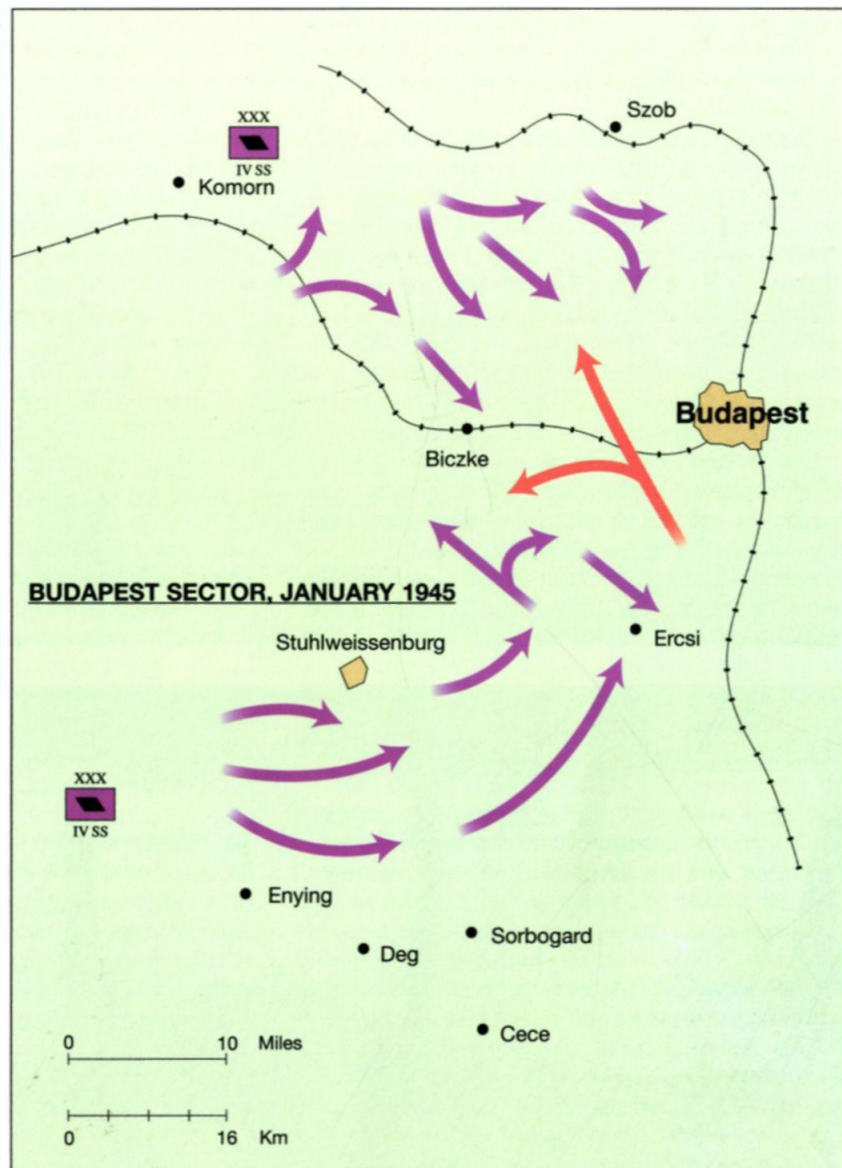 Szob
XXX
IV SS
Komorn
Budapest
Biczke
BUDAPEST SECTOR, JANUARY 1945
Stuhlweissenburg
Ercsi
XXX
IV SS
Enying
Sorbogard
Deg
Cece
0 10 Miles
0 16 Km